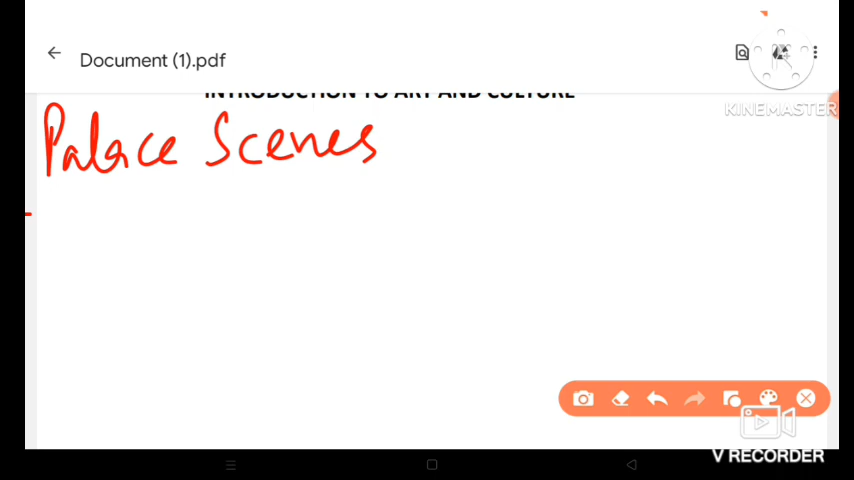 Document (1).pdf
KINEMASTER
INTRODUCTION TO ART AND CULTURE
Palace Scenes
V RECORDER